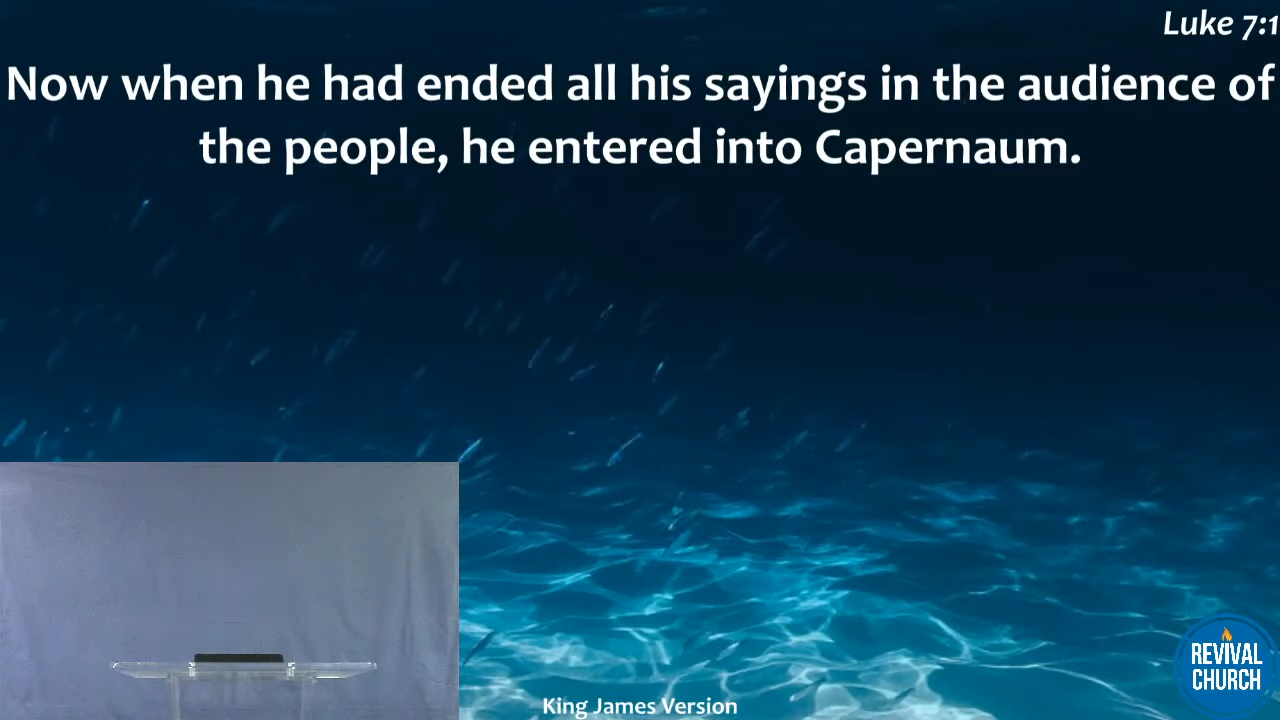 Luke 7:1
Now when he had ended all his sayings in the audience of
the people, he entered into Capernaum.
REVIVAL
CHURCH
King James Version